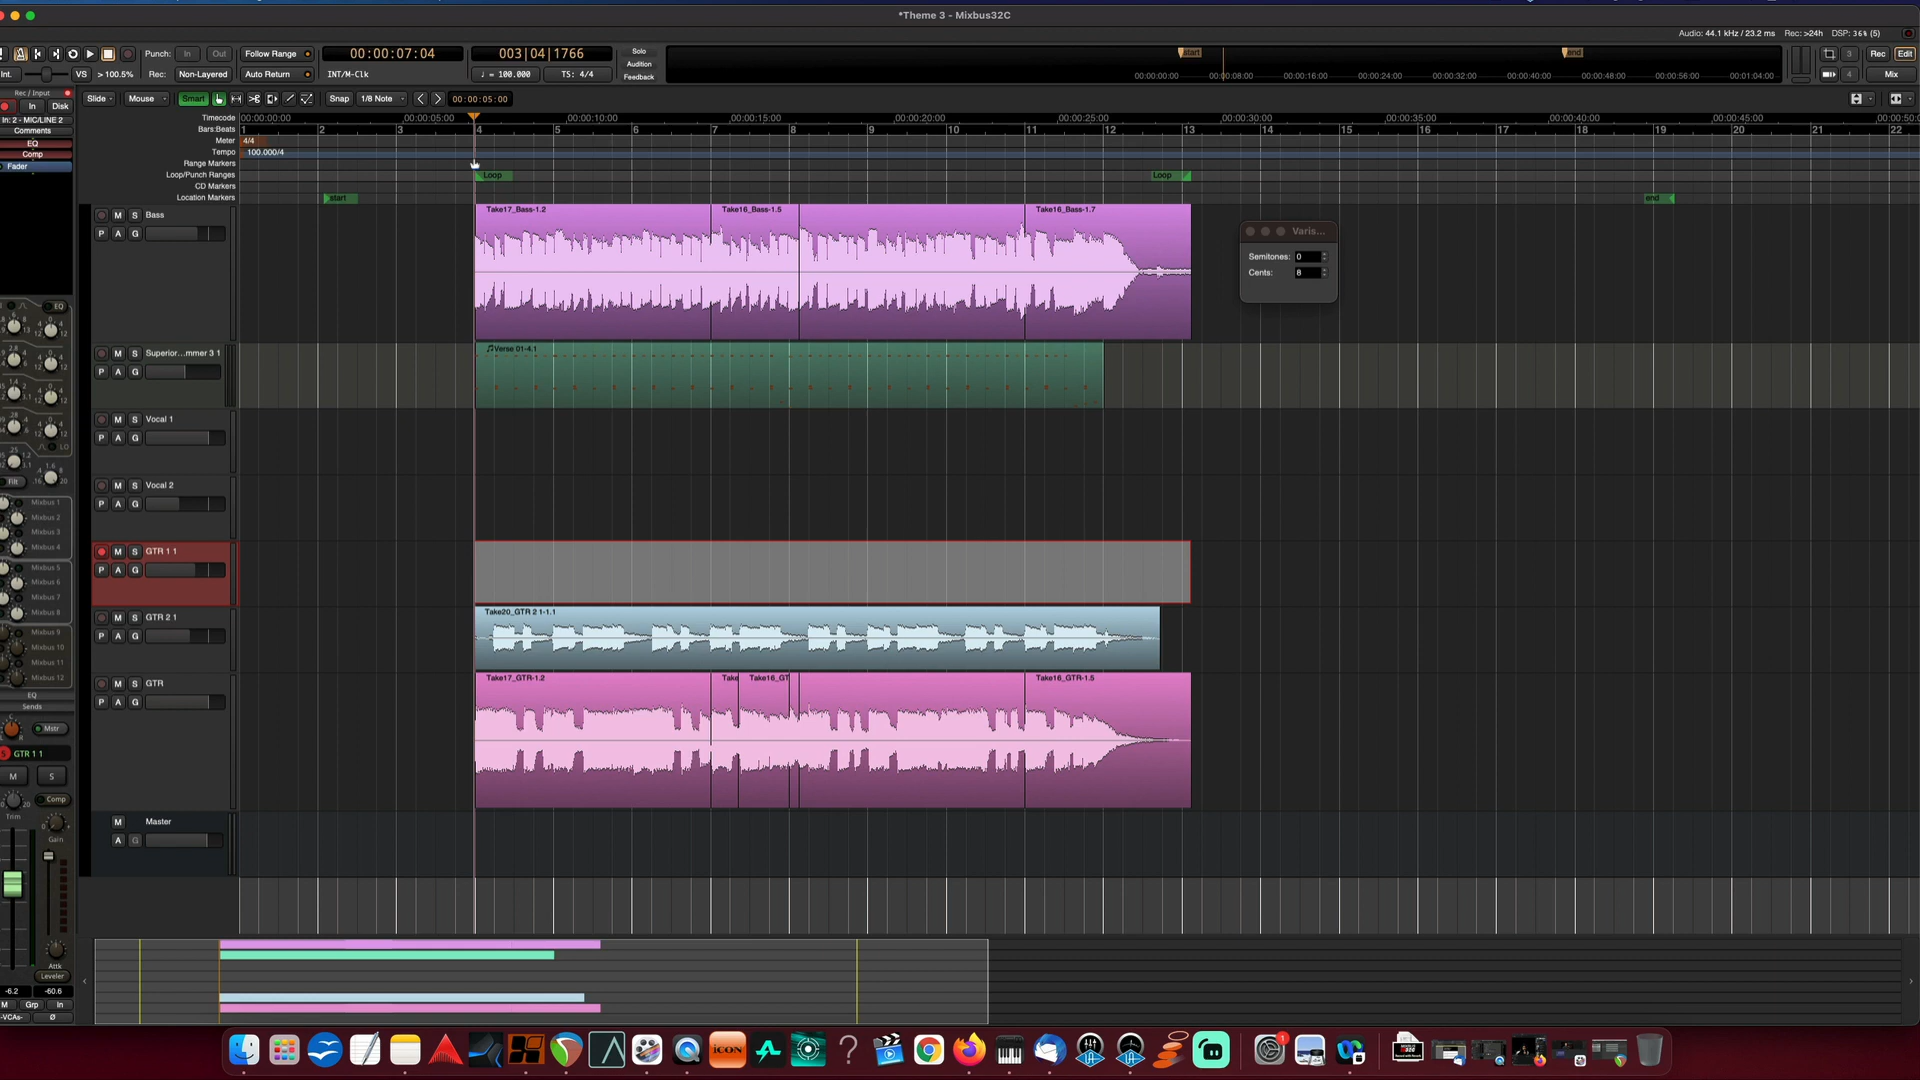 *Theme 3 - Mixbus32C
Audio: 44.1 kHz / 23.2 ms Rec: >24h DSP: 36% (5)
Punch: In Out Follow Range 00:00:07:04 003|04|1766 Solo start end Rec Edit
Audition
Int. VS > 100.5% Rec: Non-Layered Auto Return INT/M-Clk ♩ = 100.000 TS: 4/4 Feedback 00:00:00:00 00:00:08:00 00:00:16:00 00:00:24:00 00:00:32:00 00:00:40:00 00:00:48:00 00:00:56:00 00:01:04:00 Mix
Rec / Input
In Disk Slide Mouse Smart Snap 1/8 Note 00:00:05:00
In: 2 - MIC/LINE 2
Comments
EQ
Comp
Fader
Timecode 00:00:00:00 00:00:05:00 00:00:10:00 00:00:15:00 00:00:20:00 00:00:25:00 00:00:30:00 00:00:35:00 00:00:40:00 00:00:45:00 00:00:50:0
Bars:Beats 1 2 3 4 5 6 7 8 9 10 11 12 13 14 15 16 17 18 19 20 21 22
Meter 4/4
Tempo 100.000/4
Range Markers
Loop/Punch Ranges Loop Loop
CD Markers
Location Markers start end
M S Bass Take17_Bass-1.2 Take16_Bass-1.5 Take16_Bass-1.7
P A G
Varis...
Semitones: 0
Cents: 8
M S Superior...mmer 3 1 Verse 01-4.1
P A G
M S Vocal 1
P A G
M S Vocal 2
P A G
M S GTR 1 1
P A G
M S GTR 2 1 Take20_GTR 2 1-1.1
P A G
M S GTR Take17_GTR-1.2 Take Take16_GT Take16_GTR-1.5
P A G
M Master
A G
EQ
LO
Filt
Mixbus 1
Mixbus 2
Mixbus 3
Mixbus 4
Mixbus 5
Mixbus 6
Mixbus 7
Mixbus 8
Mixbus 9
Mixbus 10
Mixbus 11
Mixbus 12
EQ
Sends
Mstr
GTR 1 1
M S
Comp
Trim
Gain
Attk
Leveler
-6.2 -60.6
M Grp In
-VCAs- Ø
iCON